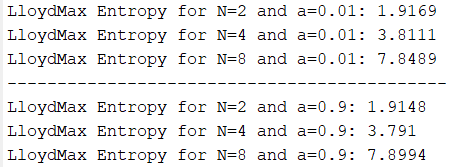 LloydMax Entropy for N=2 and a=0.01: 1.9169
LloydMax Entropy for N=4 and a=0.01: 3.8111
LloydMax Entropy for N=8 and a=0.01: 7.8489
------------------------------------------------
LloydMax Entropy for N=2 and a=0.9: 1.9148
LloydMax Entropy for N=4 and a=0.9: 3.791
LloydMax Entropy for N=8 and a=0.9: 7.8994